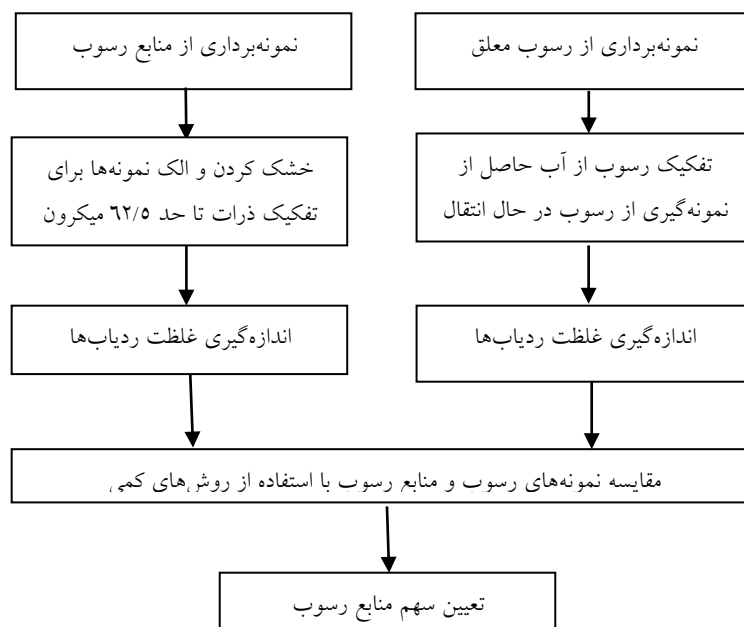 نمونه‌برداری از رسوب معلق
نمونه‌برداری از منابع رسوب
تفکیک رسوب از آب حاصل از
نمونه‌گیری از رسوب در حال انتقال
خشک کردن و الک نمونه‌ها برای
تفکیک ذرات تا حد ٦٢/٥ میکرون
اندازه‌گیری غلظت ردیاب‌ها
اندازه‌گیری غلظت ردیاب‌ها
مقایسه نمونه‌های رسوب و منابع رسوب با استفاده از روش‌های کمی
تعیین سهم منابع رسوب